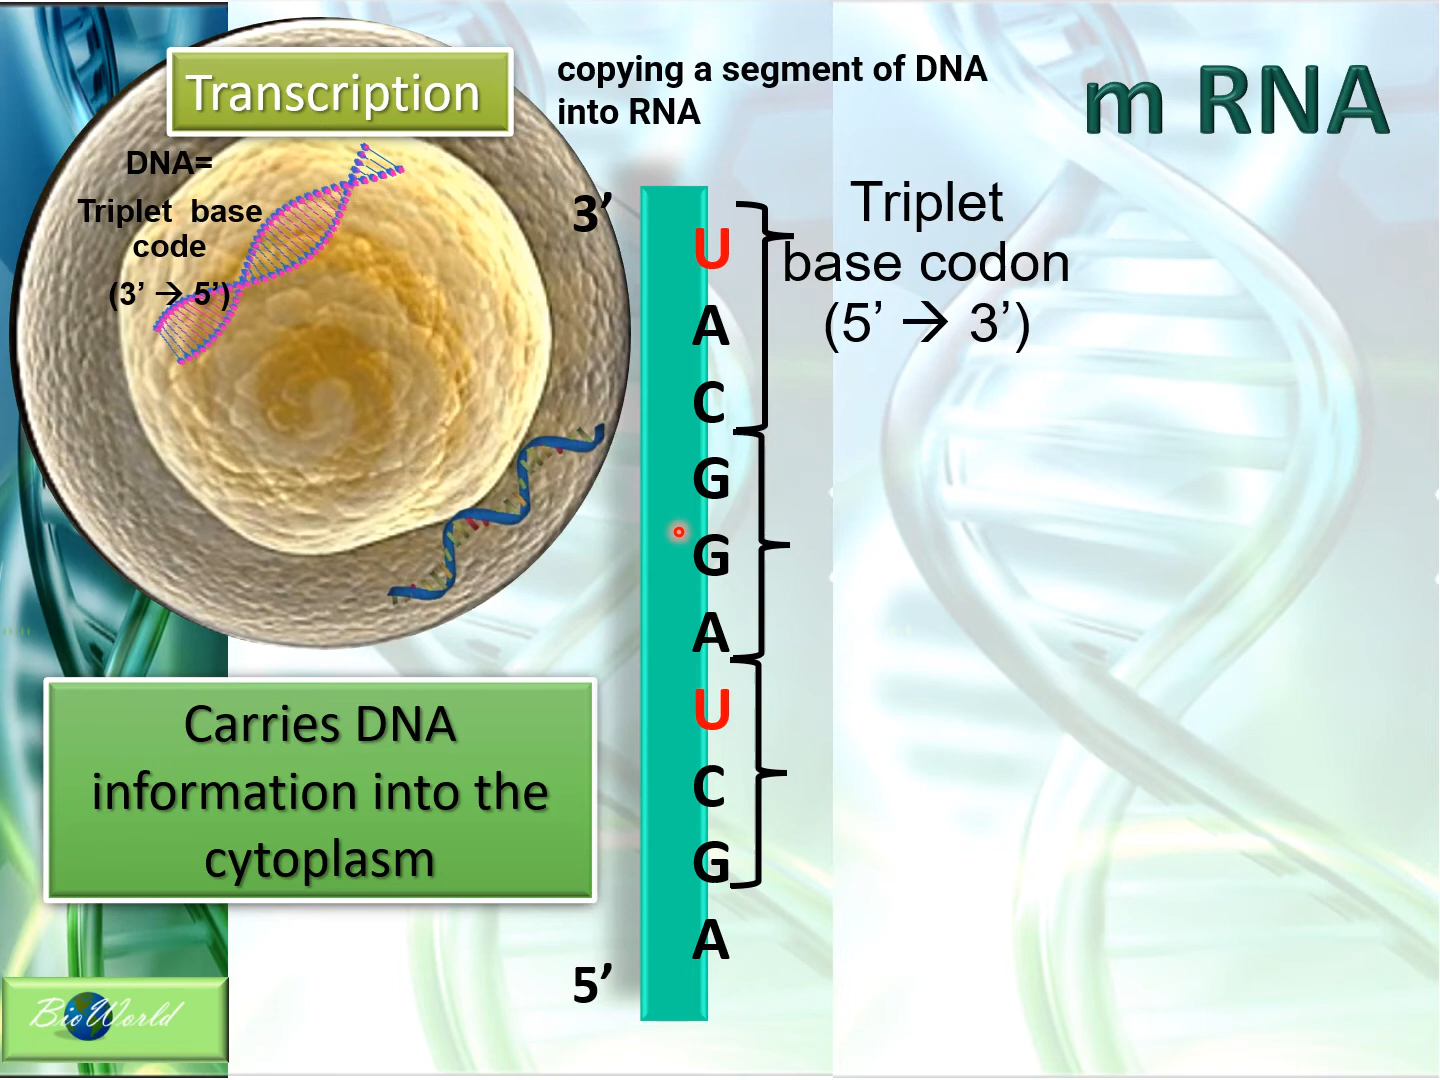 Transcription
copying a segment of DNA
into RNA
m RNA
DNA=
Triplet base
code
(3’ → 5’)
3’
U
A
C
G
G
A
U
C
G
A
5’
Triplet
base codon
(5’ → 3’)
Carries DNA
information into the
cytoplasm
BioWorld